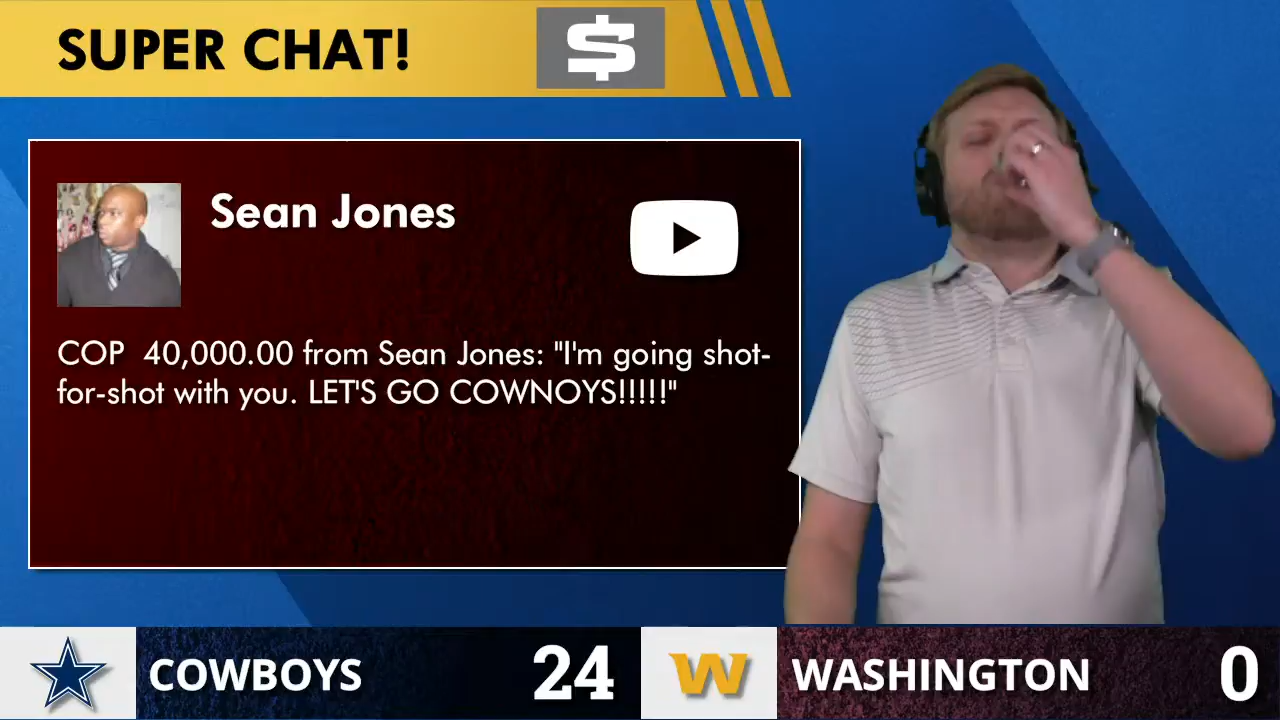 SUPER CHAT!
Sean Jones
COP  40,000.00 from Sean Jones: "I'm going shot-
for-shot with you. LET'S GO COWNOYS!!!!!"
COWBOYS 24 W WASHINGTON 0